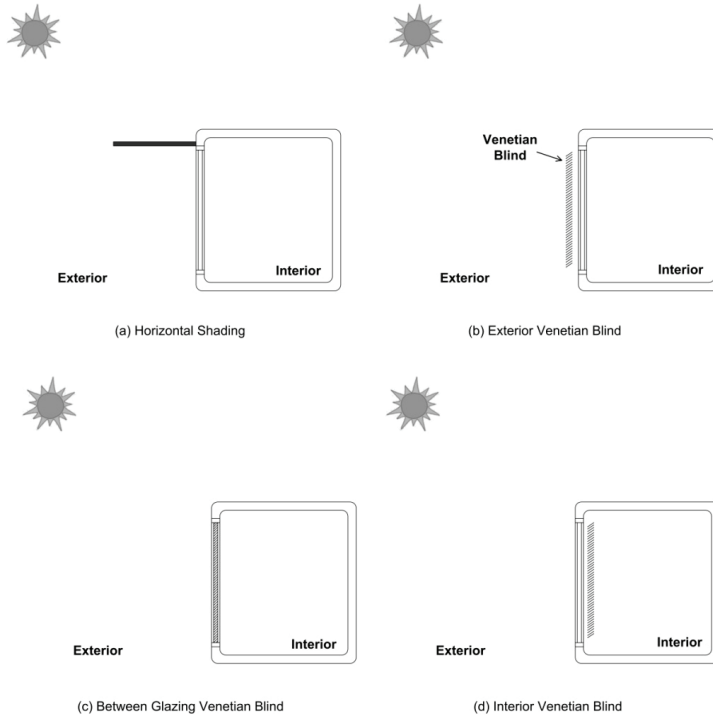 Venetian
Blind
Interior
Exterior
(a) Horizontal Shading
Interior
Exterior
(b) Exterior Venetian Blind
Interior
Exterior
(c) Between Glazing Venetian Blind
Interior
Exterior
(d) Interior Venetian Blind